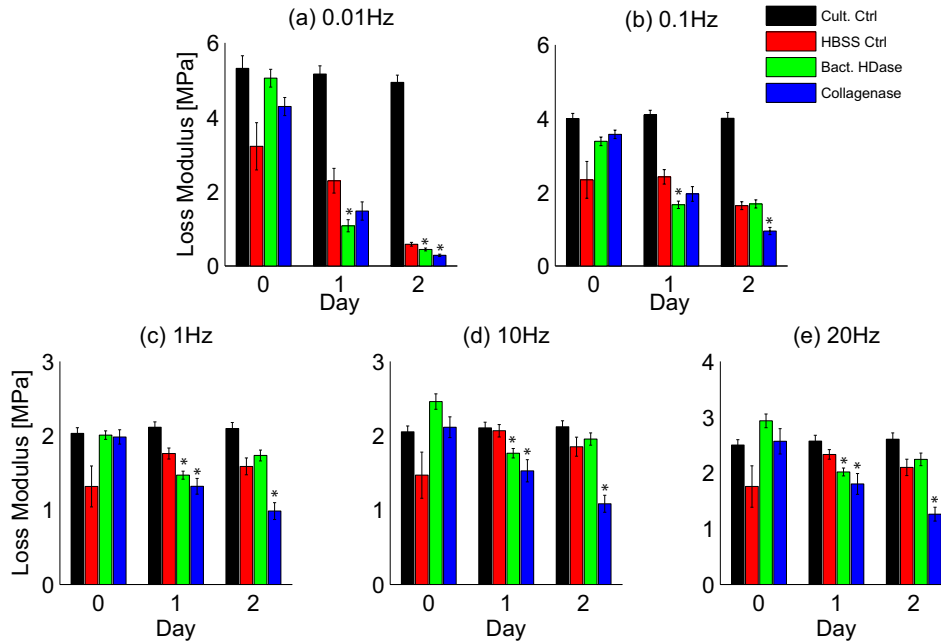 (a) 0.01Hz
(b) 0.1Hz
Cult. Ctrl
HBSS Ctrl
Bact. HDase
Collagenase
Loss Modulus [MPa]
6
4
2
0
*
*
*
0 1 2
Day
6
4
2
0
*
*
0 1 2
Day
(c) 1Hz
(d) 10Hz
(e) 20Hz
Loss Modulus [MPa]
3
2
1
0
*
*
*
0 1 2
Day
3
2
1
0
*
*
*
0 1 2
Day
4
3
2
1
0
*
*
*
0 1 2
Day